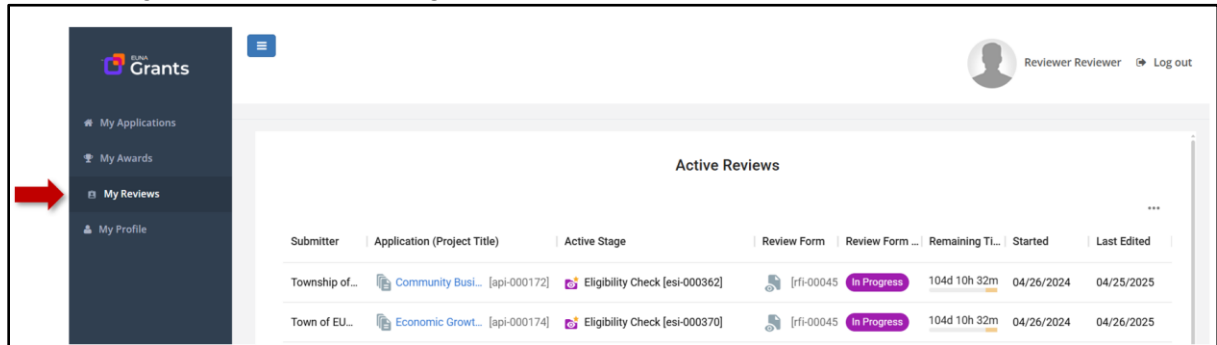 EUNA
Grants
Reviewer Reviewer Log out
My Applications
My Awards
My Reviews
My Profile
Active Reviews
...
Submitter Application (Project Title) Active Stage Review Form Review Form ... Remaining Ti... Started Last Edited
Township of... Community Busi... [api-000172] Eligibility Check [esi-000362] [rfi-00045 In Progress 104d 10h 32m 04/26/2024 04/25/2025
Town of EU... Economic Growt... [api-000174] Eligibility Check [esi-000370] [rfi-00045 In Progress 104d 10h 32m 04/26/2024 04/26/2025